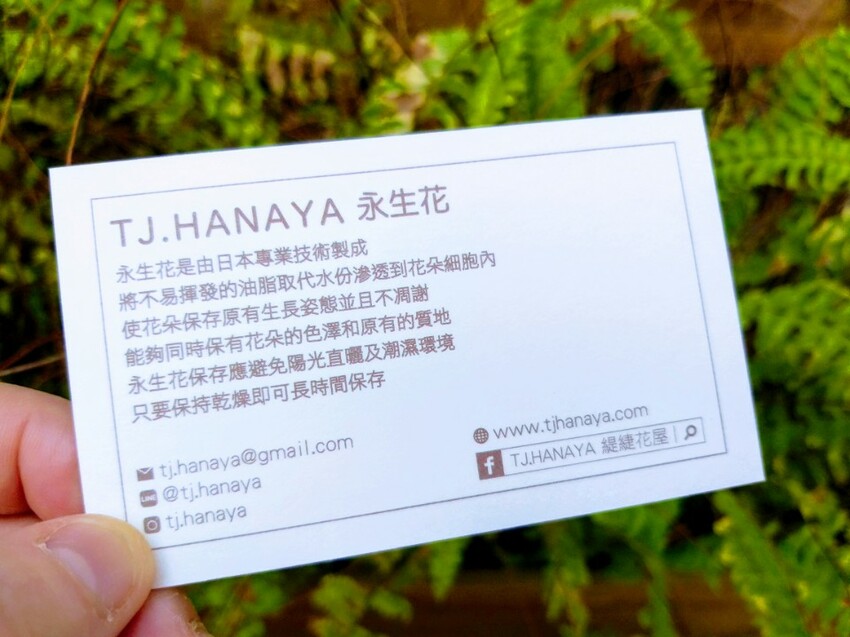 TJ.HANAYA 永生花
永生花是由日本專業技術製成
將不易揮發的油脂取代水份滲透到花朵細胞內
使花朵保存原有生長姿態並且不凋謝
能夠同時保有花朵的色澤和原有的質地
永生花保存應避免陽光直曬及潮濕環境
只要保持乾燥即可長時間保存
tj.hanaya@gmail.com
LINE @tj.hanaya
tj.hanaya
www.tjhanaya.com
f TJ.HANAYA 緹緁花屋